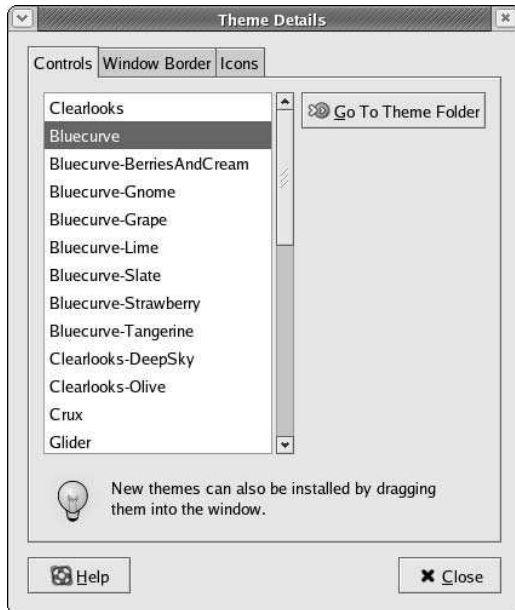 Theme Details
Controls Window Border Icons
Clearlooks
Bluecurve
Bluecurve-BerriesAndCream
Bluecurve-Gnome
Bluecurve-Grape
Bluecurve-Lime
Bluecurve-Slate
Bluecurve-Strawberry
Bluecurve-Tangerine
Clearlooks-DeepSky
Clearlooks-Olive
Crux
Glider
Go To Theme Folder
New themes can also be installed by dragging
them into the window.
Help
Close